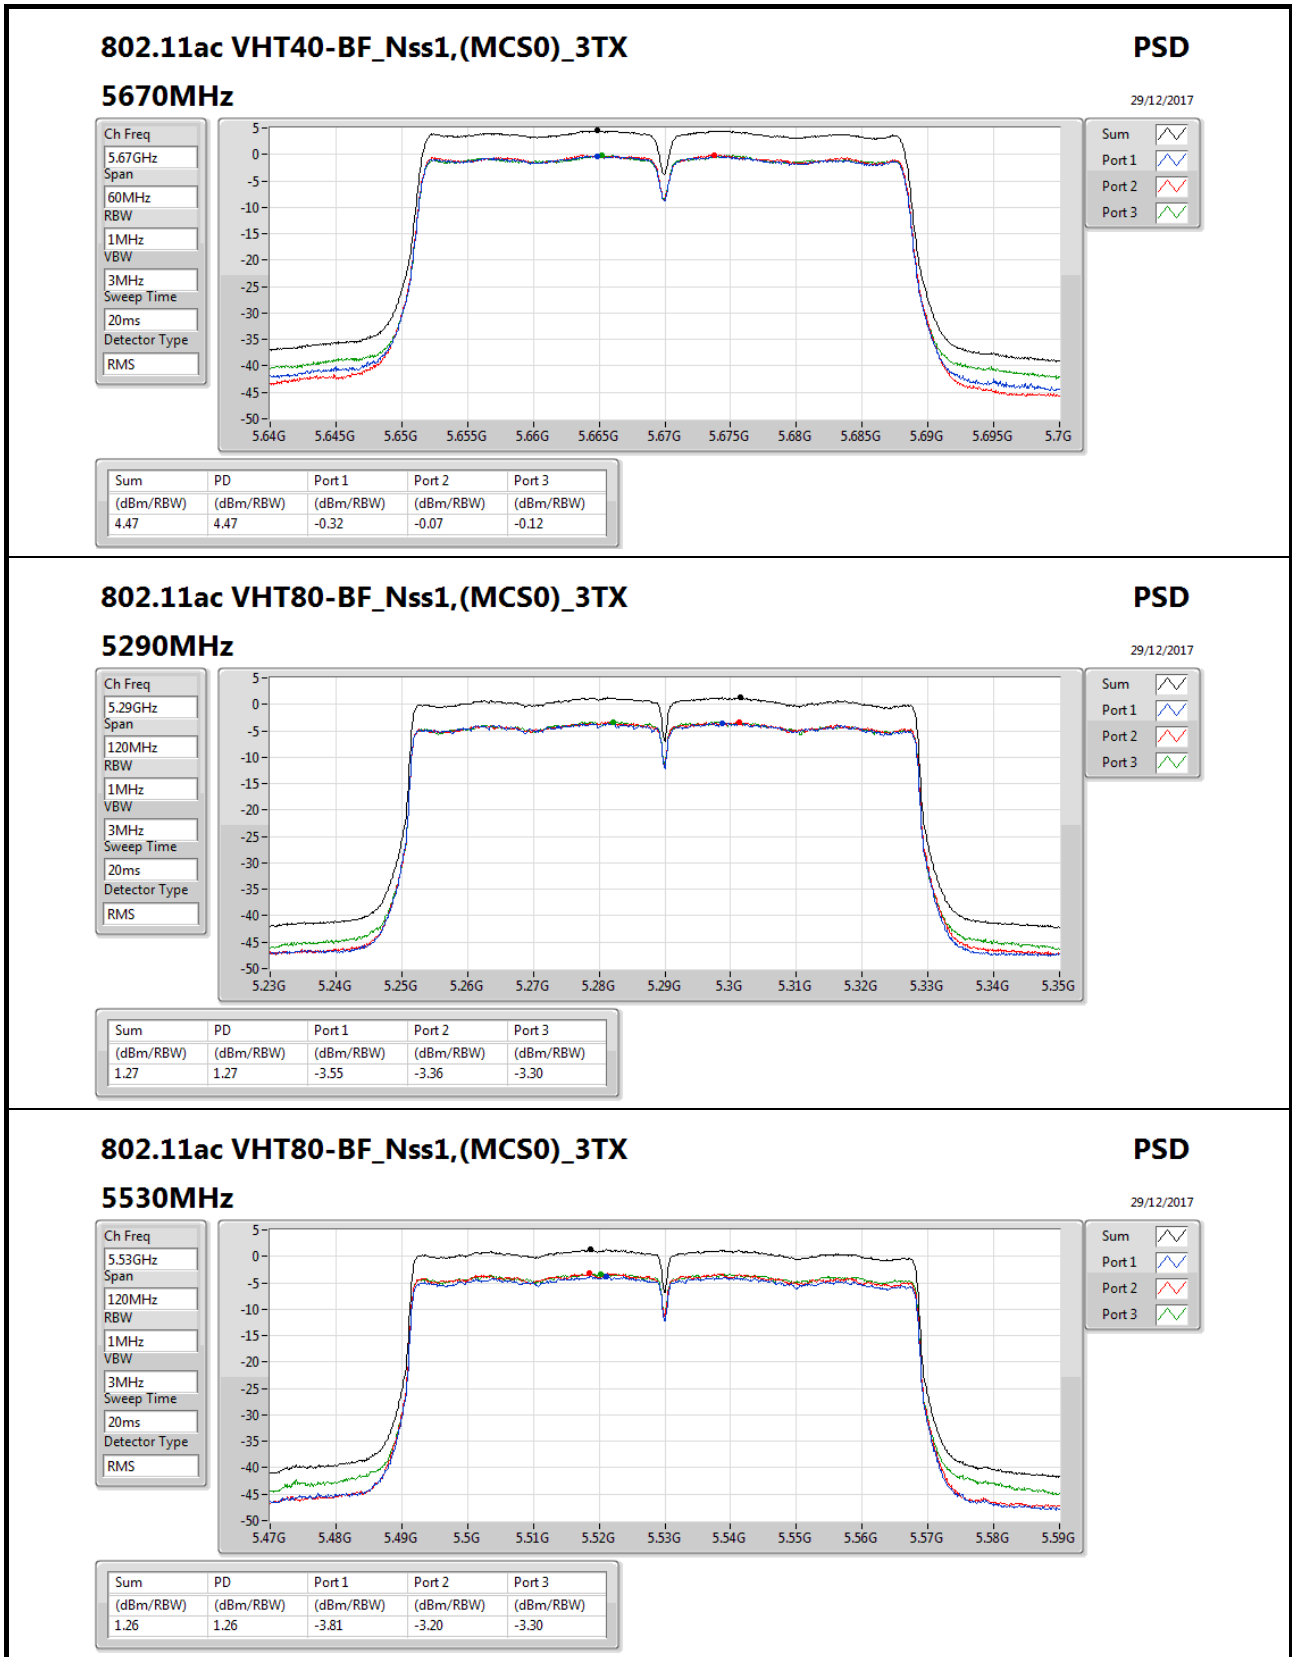 802.11ac VHT40-BF_Nss1,(MCS0)_3TX PSD
5670MHz 29/12/2017
Ch Freq
5.67GHz
Span
60MHz
RBW
1MHz
VBW
3MHz
Sweep Time
20ms
Detector Type
RMS
5
0
-5
-10
-15
-20
-25
-30
-35
-40
-45
-50
5.64G 5.645G 5.65G 5.655G 5.66G 5.665G 5.67G 5.675G 5.68G 5.685G 5.69G 5.695G 5.7G
Sum
Port 1
Port 2
Port 3
Sum PD Port 1 Port 2 Port 3
(dBm/RBW) (dBm/RBW) (dBm/RBW) (dBm/RBW) (dBm/RBW)
4.47 4.47 -0.32 -0.07 -0.12
802.11ac VHT80-BF_Nss1,(MCS0)_3TX PSD
5290MHz 29/12/2017
Ch Freq
5.29GHz
Span
120MHz
RBW
1MHz
VBW
3MHz
Sweep Time
20ms
Detector Type
RMS
5
0
-5
-10
-15
-20
-25
-30
-35
-40
-45
-50
5.23G 5.24G 5.25G 5.26G 5.27G 5.28G 5.29G 5.3G 5.31G 5.32G 5.33G 5.34G 5.35G
Sum
Port 1
Port 2
Port 3
Sum PD Port 1 Port 2 Port 3
(dBm/RBW) (dBm/RBW) (dBm/RBW) (dBm/RBW) (dBm/RBW)
1.27 1.27 -3.55 -3.36 -3.30
802.11ac VHT80-BF_Nss1,(MCS0)_3TX PSD
5530MHz 29/12/2017
Ch Freq
5.53GHz
Span
120MHz
RBW
1MHz
VBW
3MHz
Sweep Time
20ms
Detector Type
RMS
5
0
-5
-10
-15
-20
-25
-30
-35
-40
-45
-50
5.47G 5.48G 5.49G 5.5G 5.51G 5.52G 5.53G 5.54G 5.55G 5.56G 5.57G 5.58G 5.59G
Sum
Port 1
Port 2
Port 3
Sum PD Port 1 Port 2 Port 3
(dBm/RBW) (dBm/RBW) (dBm/RBW) (dBm/RBW) (dBm/RBW)
1.26 1.26 -3.81 -3.20 -3.30